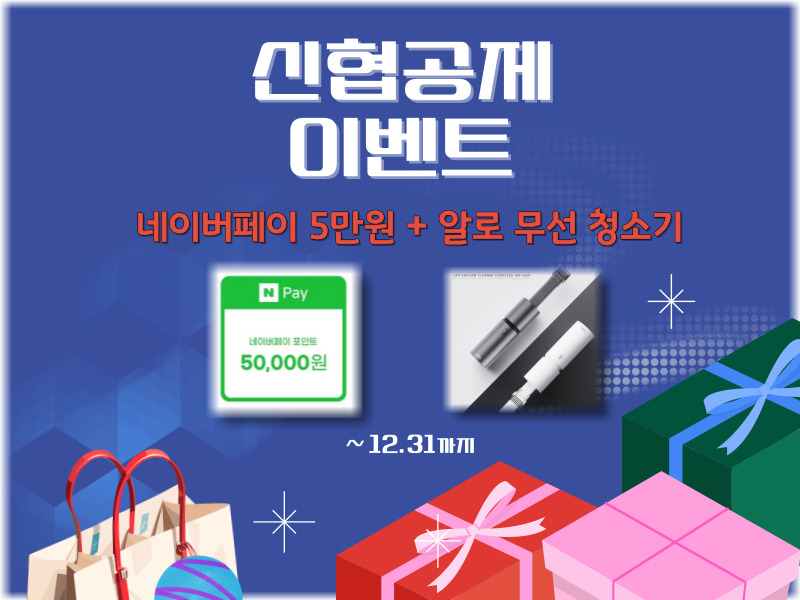 신협공제
이벤트
네이버페이 5만원 + 알로 무선 청소기
N Pay
네이버페이 포인트
50,000원
~12.31까지